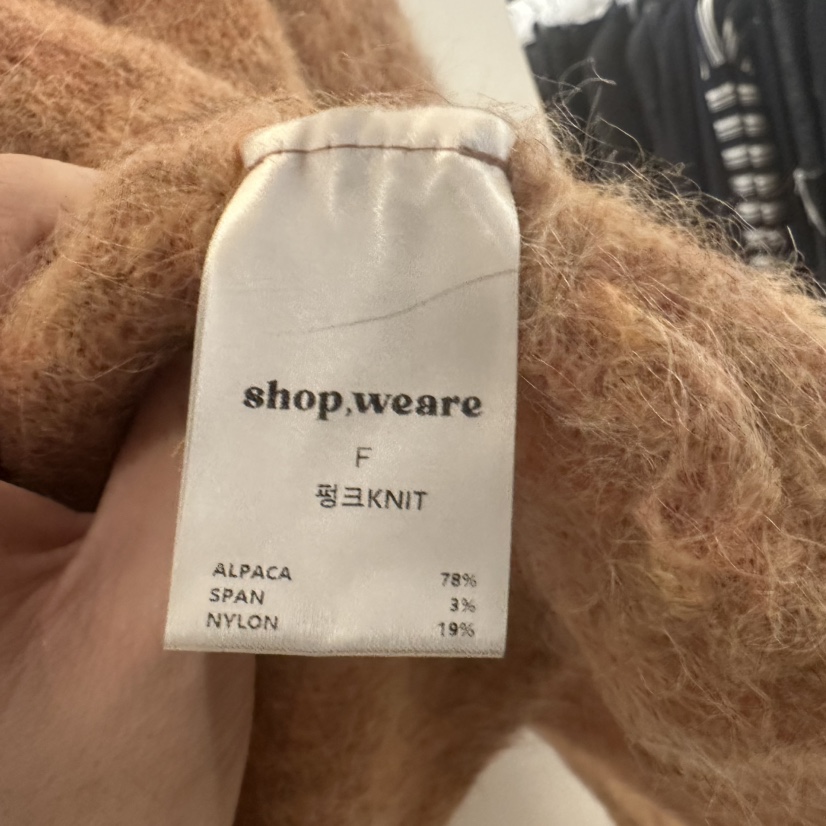 shop,weare
F
펑크KNIT
ALPACA 78%
SPAN 3%
NYLON 19%